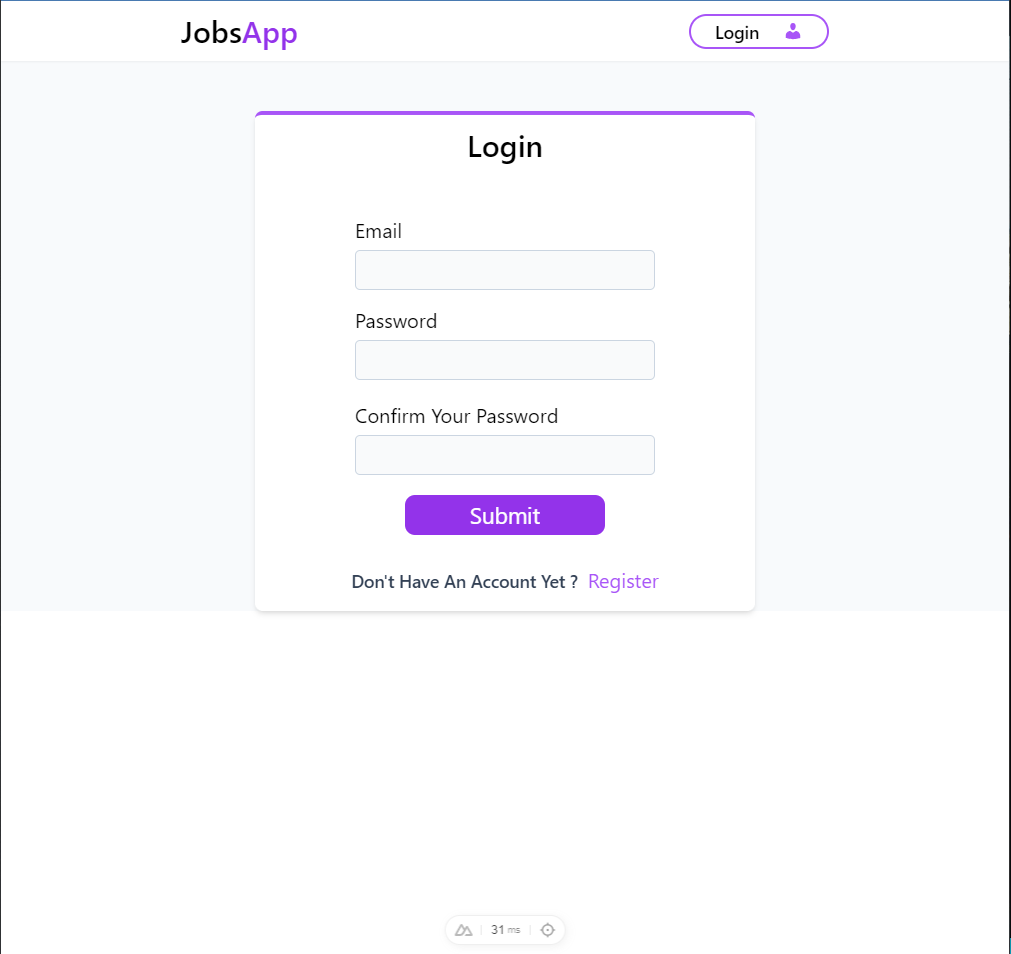 JobsApp
Login
Login
Email
Password
Confirm Your Password
Submit
Don't Have An Account Yet ? Register
31 ms